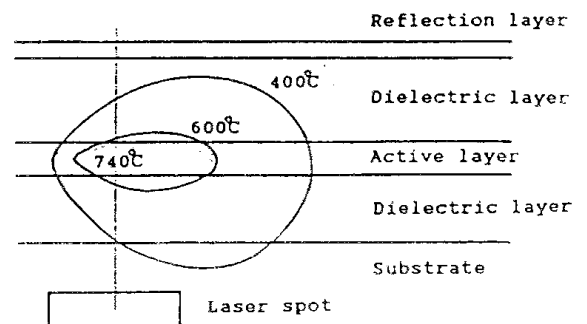 Reflection layer
400℃
Dielectric layer
600℃
740℃
Active layer
Dielectric layer
Substrate
Laser spot